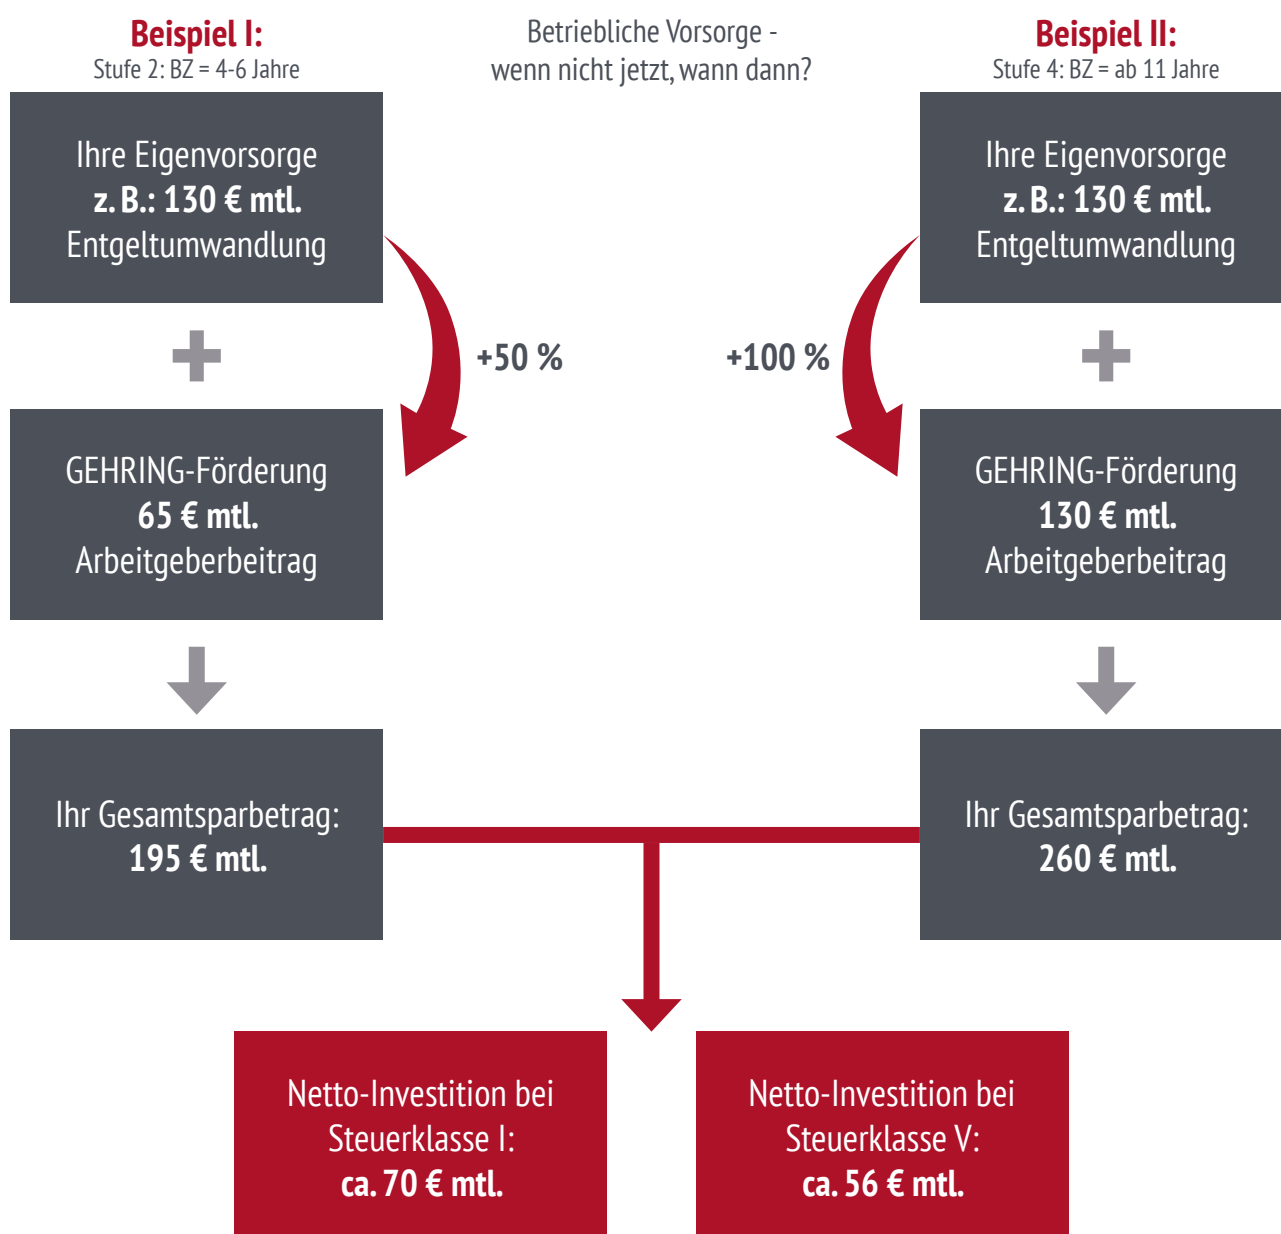 Beispiel I:
Stufe 2: BZ = 4-6 Jahre
Betriebliche Vorsorge -
wenn nicht jetzt, wann dann?
Beispiel II:
Stufe 4: BZ = ab 11 Jahre
Ihre Eigenvorsorge
z. B.: 130 € mtl.
Entgeltumwandlung
Ihre Eigenvorsorge
z. B.: 130 € mtl.
Entgeltumwandlung
+50 %
+100 %
GEHRING-Förderung
65 € mtl.
Arbeitgeberbeitrag
GEHRING-Förderung
130 € mtl.
Arbeitgeberbeitrag
Ihr Gesamtsparbetrag:
195 € mtl.
Ihr Gesamtsparbetrag:
260 € mtl.
Netto-Investition bei
Steuerklasse I:
ca. 70 € mtl.
Netto-Investition bei
Steuerklasse V:
ca. 56 € mtl.